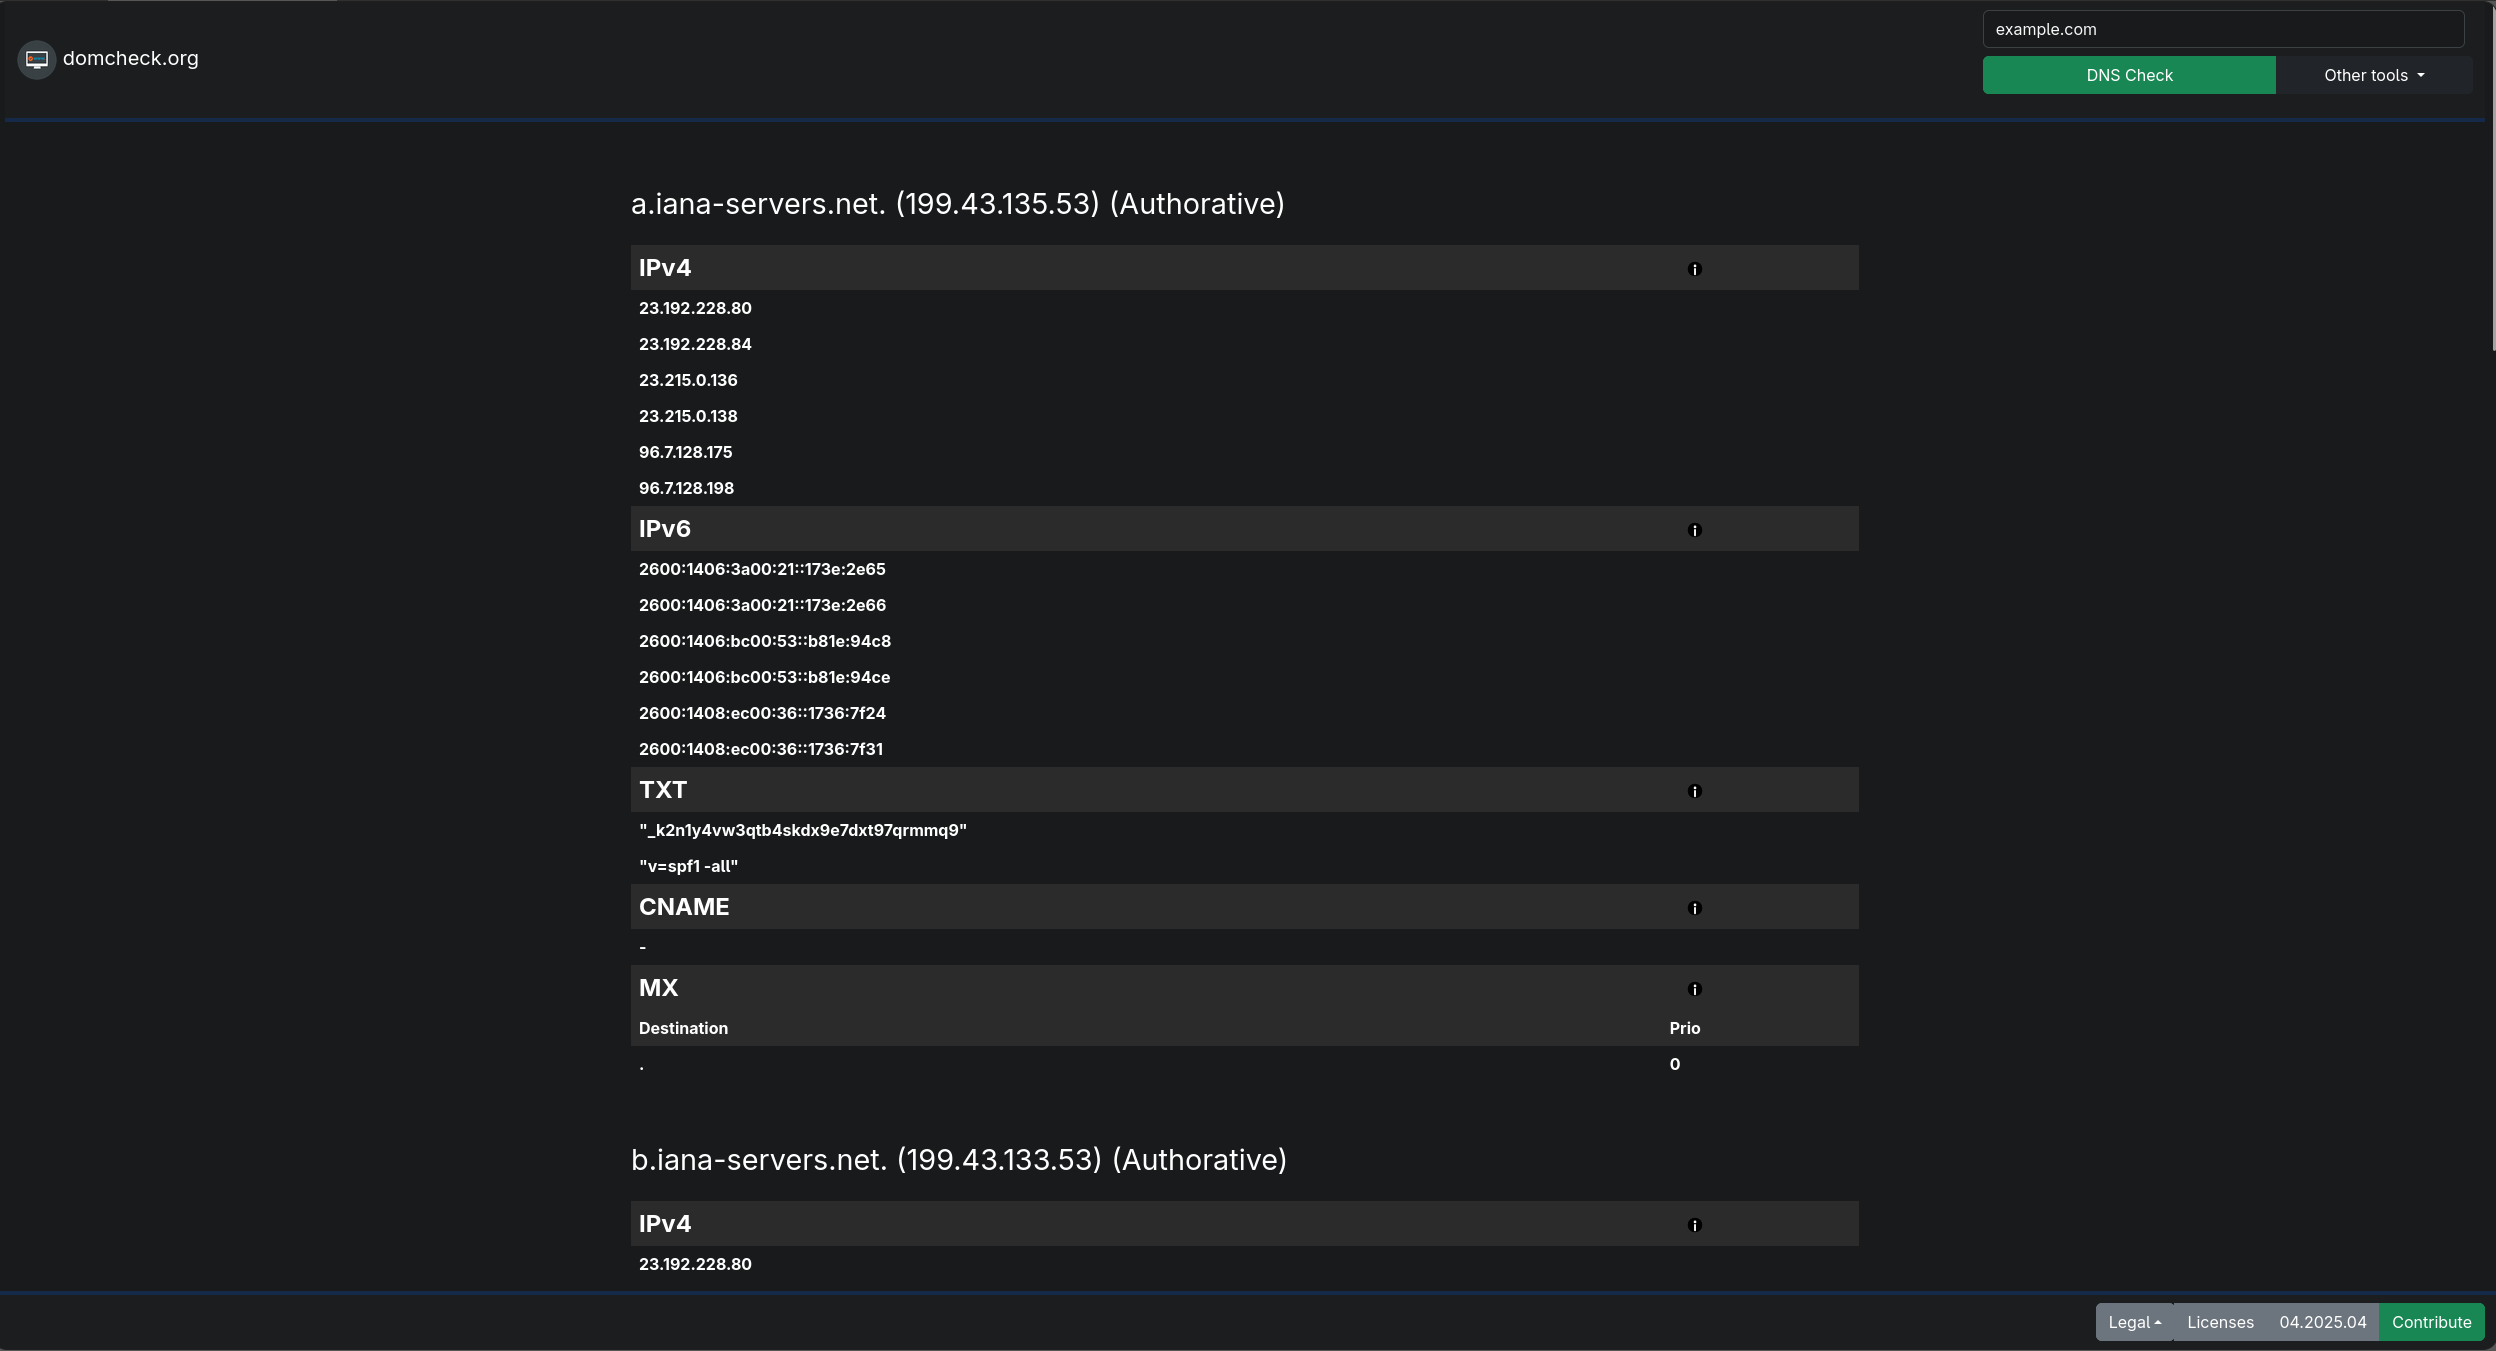 domcheck.org
example.com
DNS Check Other tools
a.iana-servers.net. (199.43.135.53) (Authorative)
IPv4
23.192.228.80
23.192.228.84
23.215.0.136
23.215.0.138
96.7.128.175
96.7.128.198
IPv6
2600:1406:3a00:21::173e:2e65
2600:1406:3a00:21::173e:2e66
2600:1406:bc00:53::b81e:94c8
2600:1406:bc00:53::b81e:94ce
2600:1408:ec00:36::1736:7f24
2600:1408:ec00:36::1736:7f31
TXT
"_k2n1y4vw3qtb4skdx9e7dxt97qrmmq9"
"v=spf1 -all"
CNAME
-
MX
Destination Prio
. 0
b.iana-servers.net. (199.43.133.53) (Authorative)
IPv4
23.192.228.80
Legal Licenses 04.2025.04 Contribute